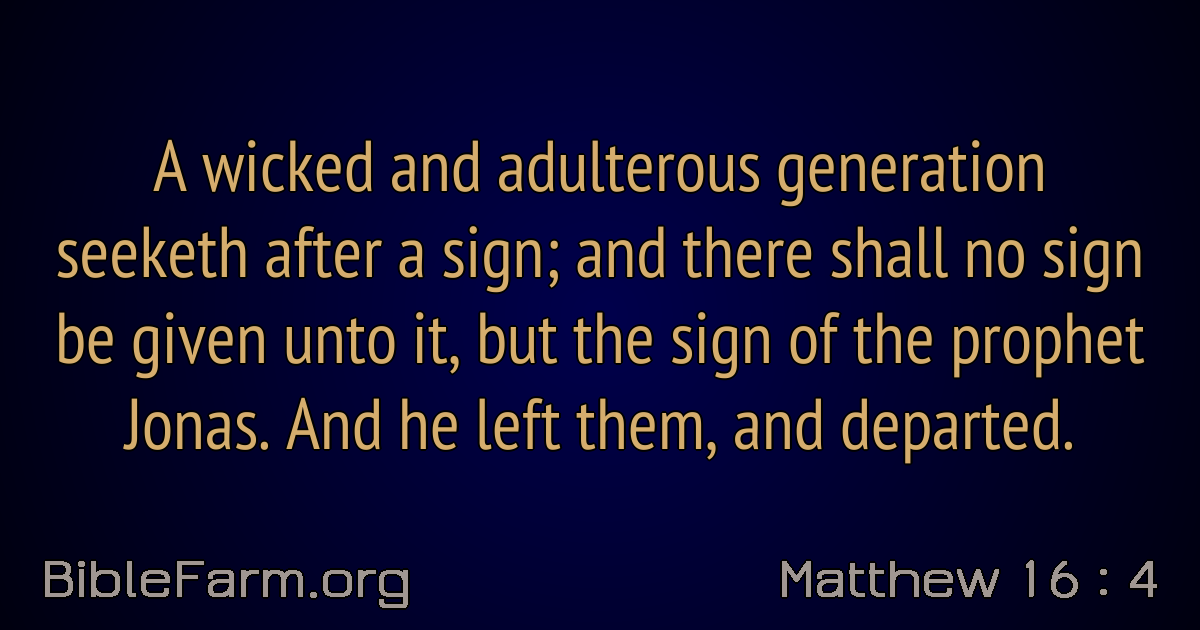 A wicked and adulterous generation
seeketh after a sign; and there shall no sign
be given unto it, but the sign of the prophet
Jonas. And he left them, and departed.
BibleFarm.org
Matthew 16 : 4